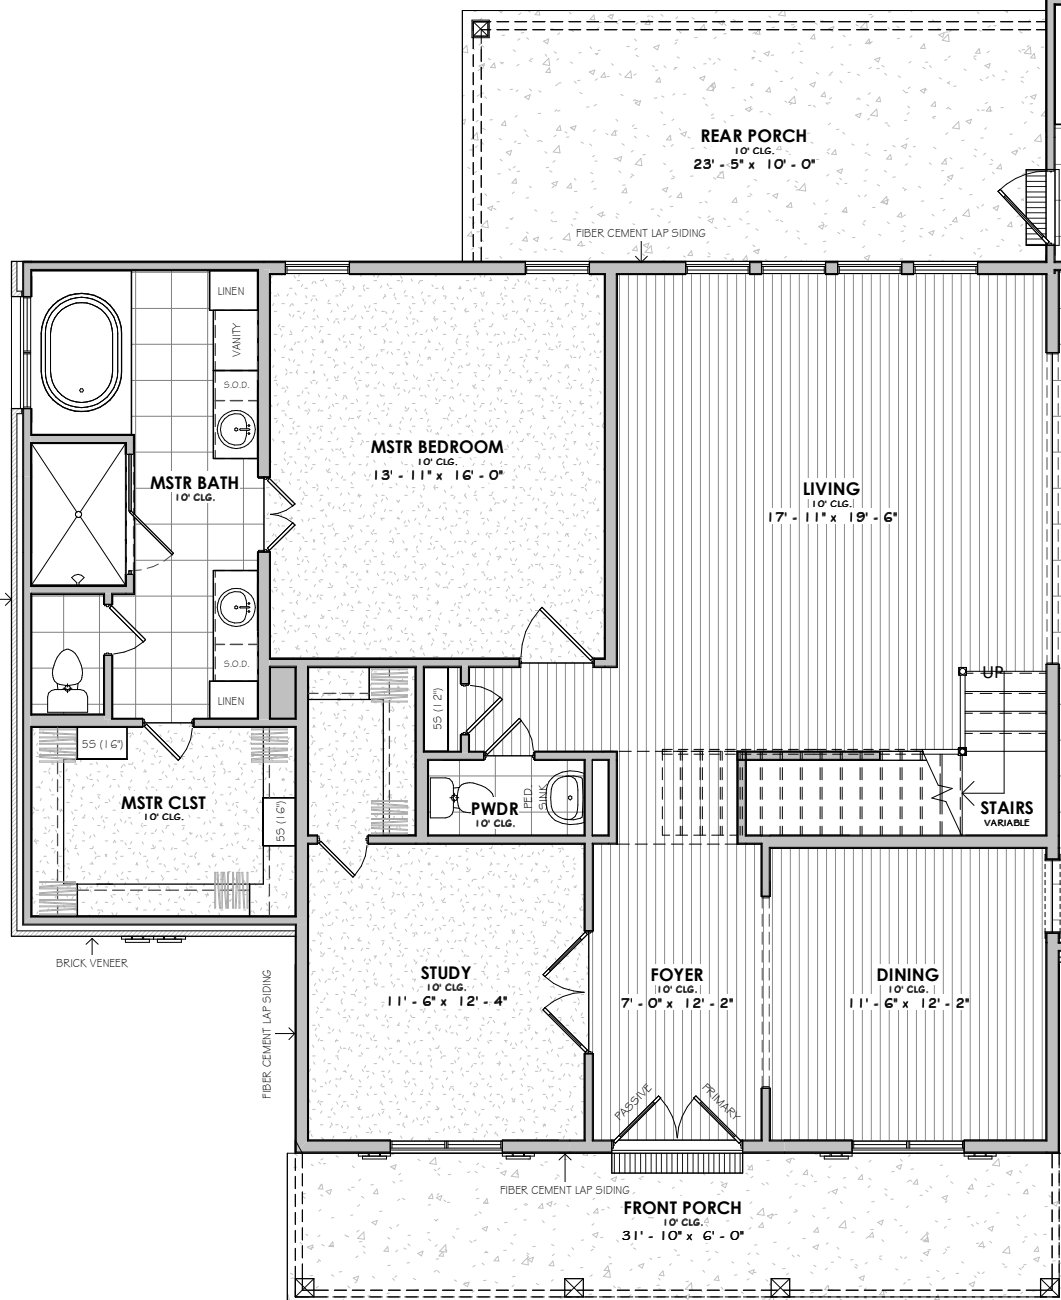 REAR PORCH
10' CLG.
23' - 5" x 10' - 0"
FIBER CEMENT LAP SIDING
LINEN
VANITY
S.O.D.
MSTR BATH
10' CLG.
MSTR BEDROOM
10' CLG.
13' - 11" x 16' - 0"
LIVING
10' CLG.
17' - 11" x 19' - 6"
S.O.D.
LINEN
UP
5S (12")
5S (16")
MSTR CLST
10' CLG.
5S (16")
PWDR
10' CLG.
PED.
SINK
STAIRS
VARIABLE
BRICK VENEER
FIBER CEMENT LAP SIDING
STUDY
10' CLG.
11' - 6" x 12' - 4"
FOYER
10' CLG.
7' - 0" x 12' - 2"
DINING
10' CLG.
11' - 6" x 12' - 2"
PASSIVE
PRIMARY
FIBER CEMENT LAP SIDING
FRONT PORCH
10' CLG.
31' - 10" x 6' - 0"